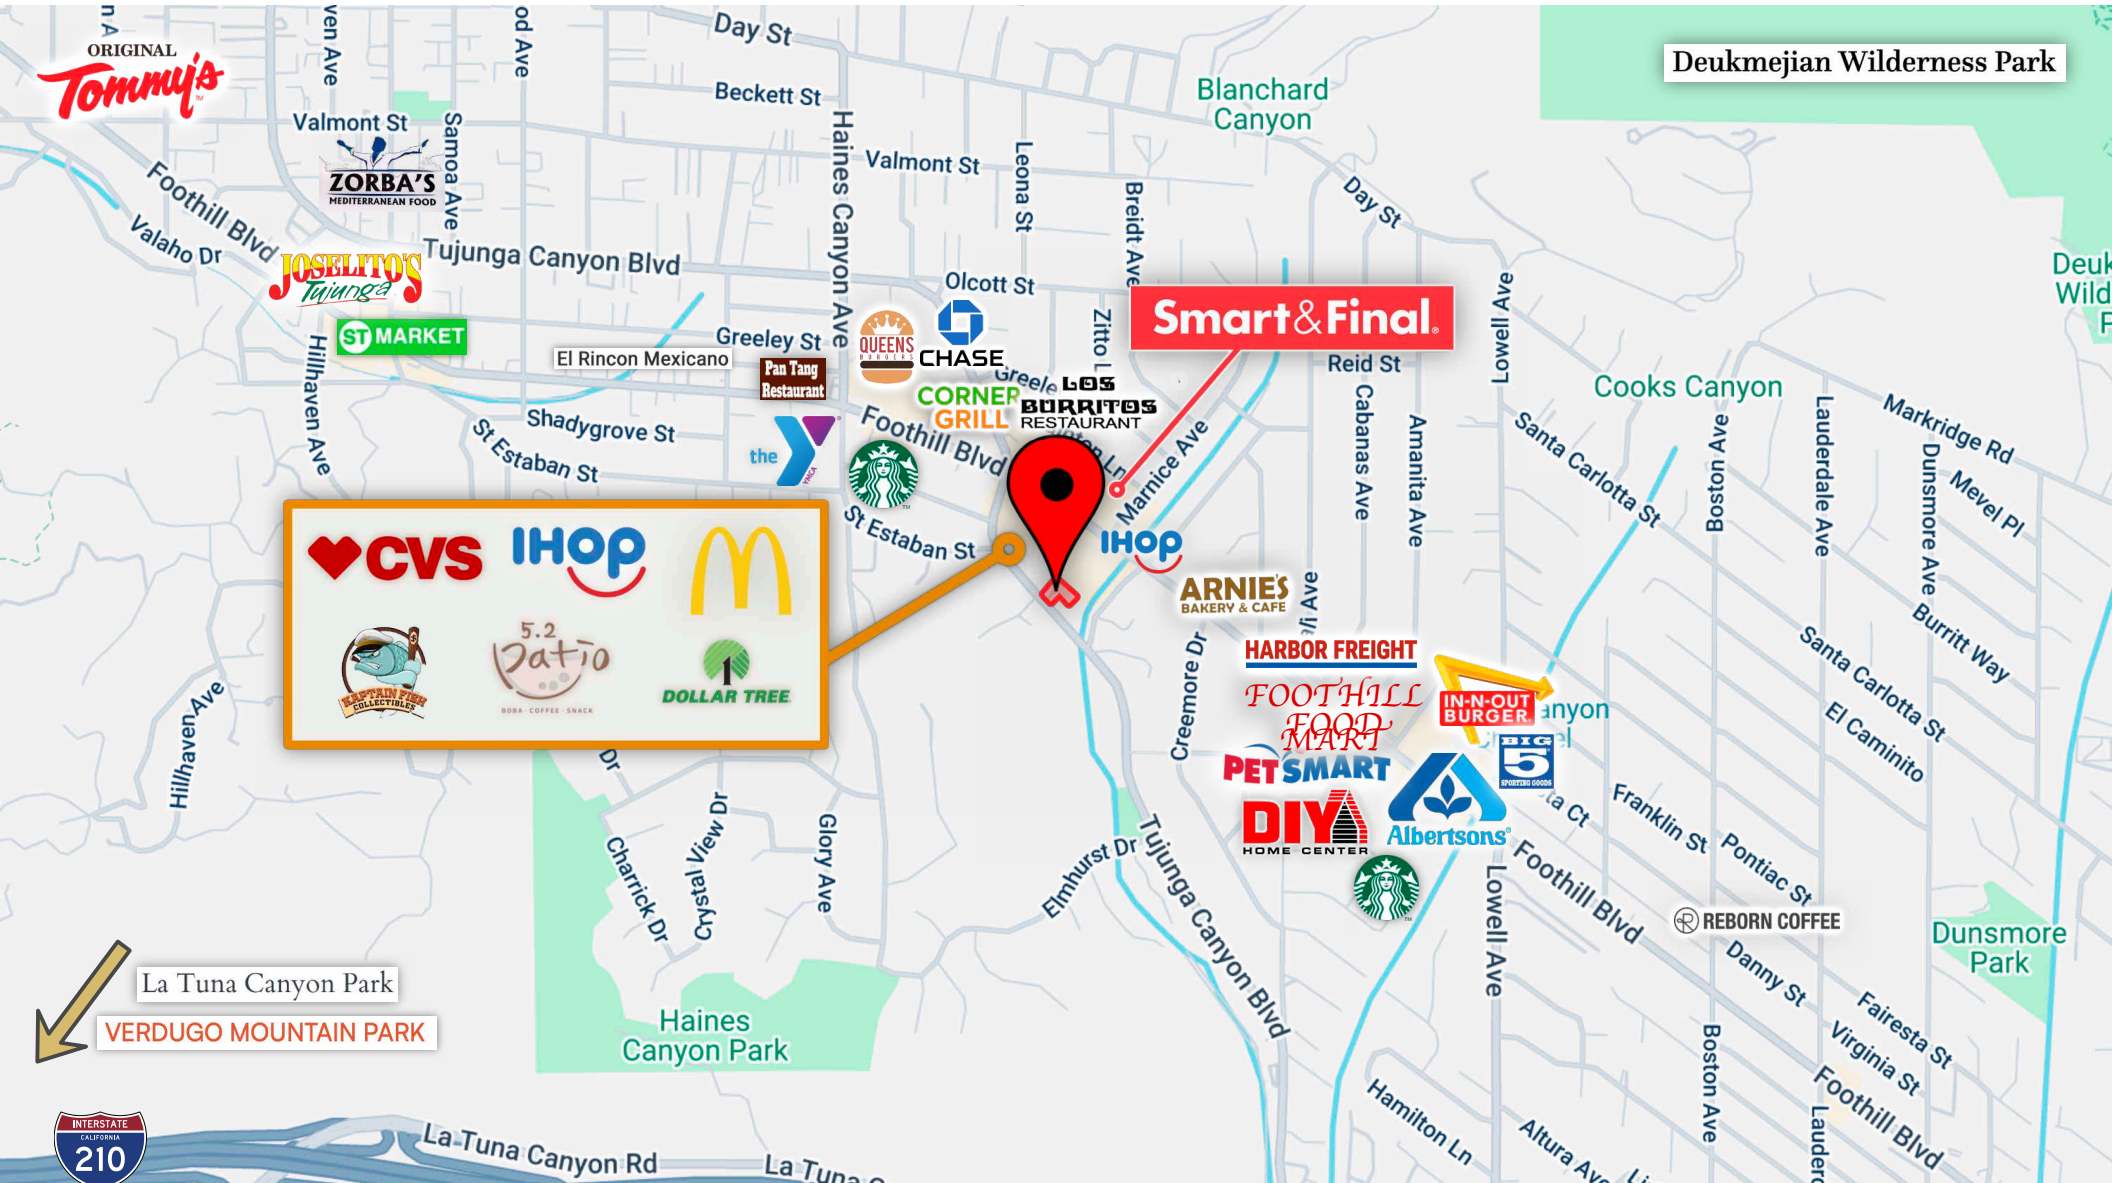 ORIGINAL
Tommy's
Day St
Deukmejian Wilderness Park
Beckett St
Blanchard
Canyon
Valmont St
Samoa Ave
Haines Canyon Ave
Valmont St
Leona St
Breidt Ave
Day St
ZORBA'S
MEDITERRANEAN FOOD
Foothill Blvd
Valaho Dr
JOSELITO'S
Tujunga
Tujunga Canyon Blvd
Olcott St
Lowell Ave
ST MARKET
Greeley St
El Rincon Mexicano
Pan Tang
Restaurant
QUEENS
BURGERS
CHASE
Smart&Final.
Reid St
Hillhaven Ave
CORNER
GRILL
LOS
BURRITOS
RESTAURANT
Cooks Canyon
Shadygrove St
St Estaban St
the
YMCA
Foothill Blvd
Marnice Ave
Cabanas Ave
Amanita Ave
Santa Carlotta St
Boston Ave
Lauderdale Ave
Markridge Rd
Dunsmore Ave
Mevel Pl
St Estaban St
CVS
IHOP
IHOP
ARNIE'S
BAKERY & CAFE
KAPTAIN FISH
COLLECTIBLES
5.2
Patio
BOBA · COFFEE · SNACK
DOLLAR TREE
Hillhaven Ave
Creemore Dr
HARBOR FREIGHT
FOOTHILL
FOOD
MART
IN-N-OUT
BURGER
BIG
5
SPORTING GOODS
PETSMART
DIY
HOME CENTER
Albertsons
Burritt Way
Santa Carlotta St
El Caminito
Dr
Charrick Dr
Crystal View Dr
Glory Ave
Elmhurst Dr
Tujunga Canyon Blvd
Lowell Ave
Foothill Blvd
Franklin St
Pontiac St
REBORN COFFEE
Danny St
Dunsmore
Park
La Tuna Canyon Park
VERDUGO MOUNTAIN PARK
Haines
Canyon Park
Fairesta St
Virginia St
Boston Ave
Foothill Blvd
Hamilton Ln
INTERSTATE
CALIFORNIA
210
La Tuna Canyon Rd